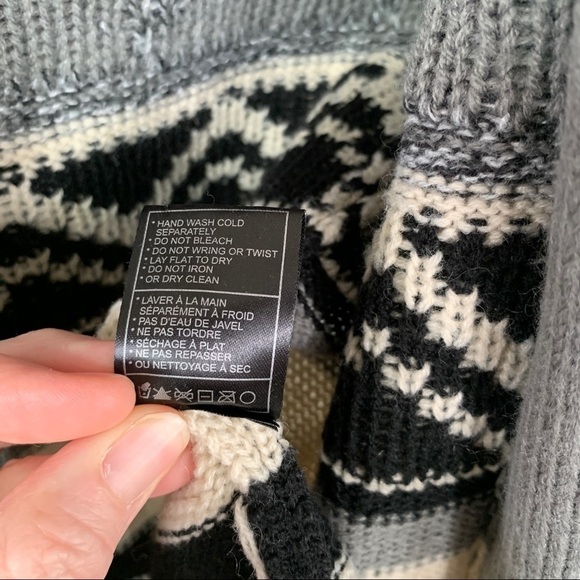 * HAND WASH COLD
SEPARATELY
* DO NOT BLEACH
* DO NOT WRING OR TWIST
* LAY FLAT TO DRY
* DO NOT IRON
* OR DRY CLEAN
* LAVER À LA MAIN
SÉPARÉMENT À FROID
* PAS D'EAU DE JAVEL
* NE PAS TORDRE
* SÉCHAGE À PLAT
* NE PAS REPASSER
* OU NETTOYAGE À SEC